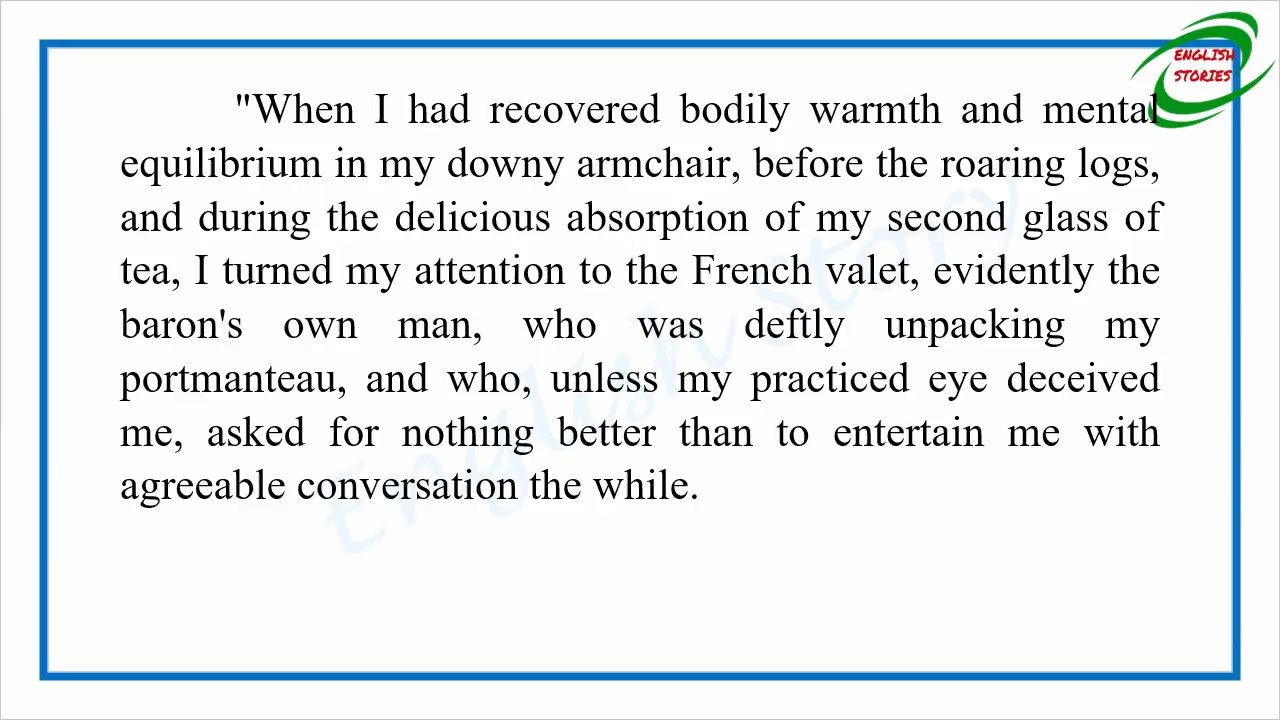 ENGLISH
STORIES
"When I had recovered bodily warmth and mental
equilibrium in my downy armchair, before the roaring logs,
and during the delicious absorption of my second glass of
tea, I turned my attention to the French valet, evidently the
baron's own man, who was deftly unpacking my
portmanteau, and who, unless my practiced eye deceived
me, asked for nothing better than to entertain me with
agreeable conversation the while.
English Story